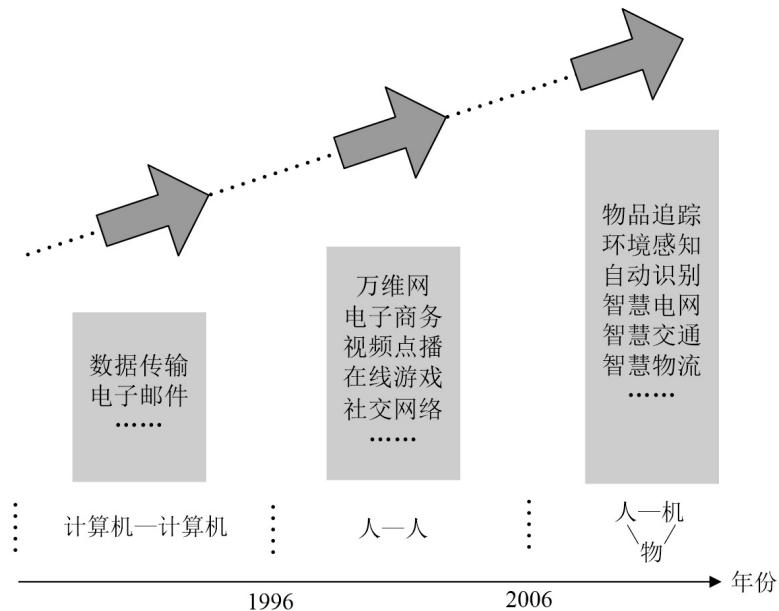 数据传输
电子邮件
……
万维网
电子商务
视频点播
在线游戏
社交网络
……
物品追踪
环境感知
自动识别
智慧电网
智慧交通
智慧物流
……
计算机—计算机
人—人
人—机
物
1996
2006
年份